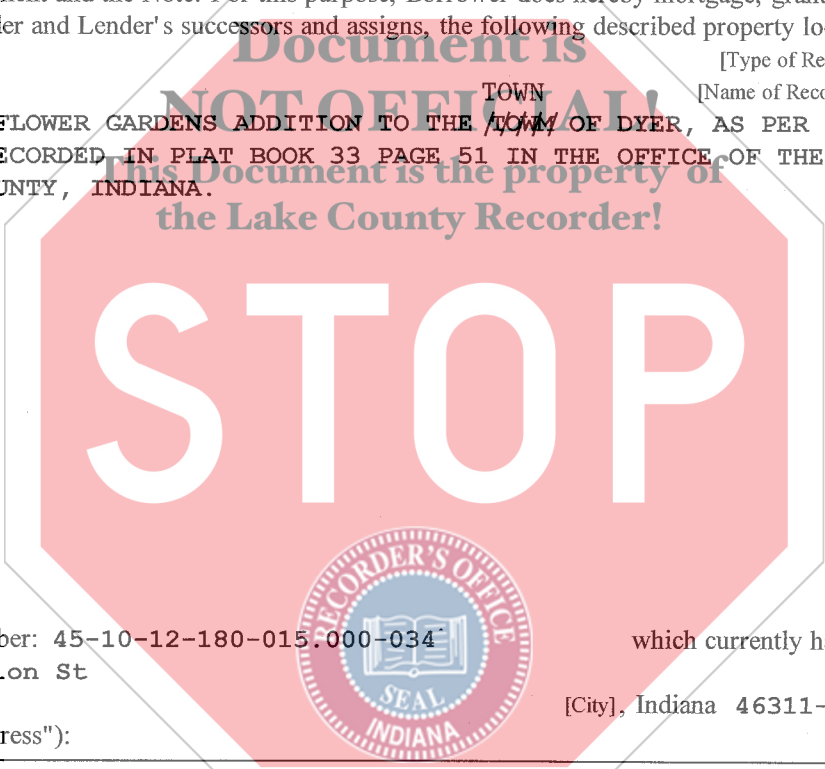 ment and the Note. For this purpose, Borrower does hereby mortgage, grant
der and Lender's successors and assigns, the following described property lo
Document is
[Type of Re
TOWN
[Name of Reco
NOT OFFICIAL!
FLOWER GARDENS ADDITION TO THE TOWM OF DYER, AS PER
ECORDED IN PLAT BOOK 33 PAGE 51 IN THE OFFICE OF THE
This Document is the property of
UNTY, INDIANA.
the Lake County Recorder!
STOP
RECORDER'S OFFICE
ber: 45-10-12-180-015.000-034
which currently ha
on St
SEAL
[City], Indiana 46311-
INDIANA
ress"):